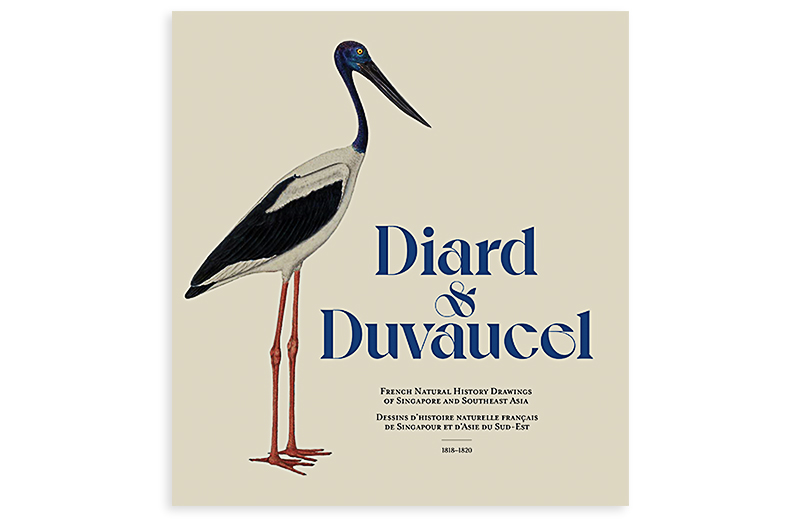 Diard
&
Duvaucel
French Natural History Drawings
of Singapore and Southeast Asia
Dessins d'histoire naturelle français
de Singapour et d'Asie du Sud-Est
1818–1820